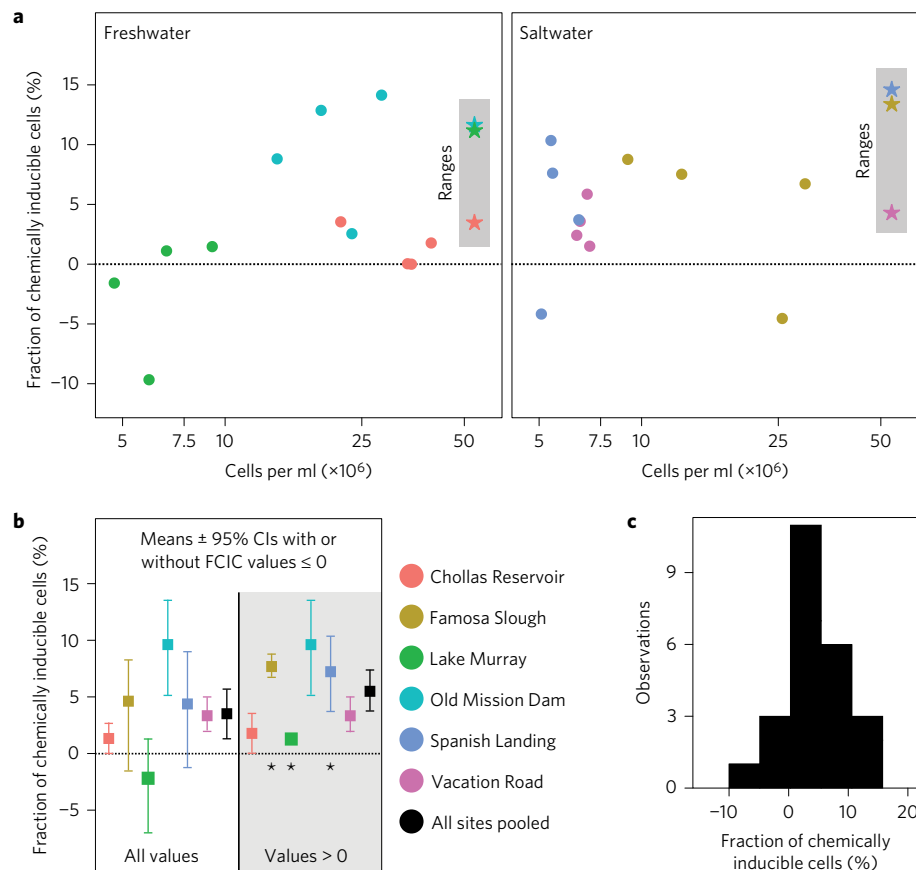 a
Freshwater
Saltwater
Fraction of chemically inducible cells (%)
15
10
5
0
−5
−10
Ranges
Ranges
5
7.5
10
25
50
5
7.5
10
25
50
Cells per ml (×10⁶)
Cells per ml (×10⁶)
b
Means ± 95% CIs with or
without FCIC values ≤ 0
Fraction of chemically inducible cells (%)
15
10
5
0
−5
* * *
All values
Values > 0
Chollas Reservoir
Famosa Slough
Lake Murray
Old Mission Dam
Spanish Landing
Vacation Road
All sites pooled
c
Observations
9
6
3
0
−10
0
10
20
Fraction of chemically
inducible cells (%)